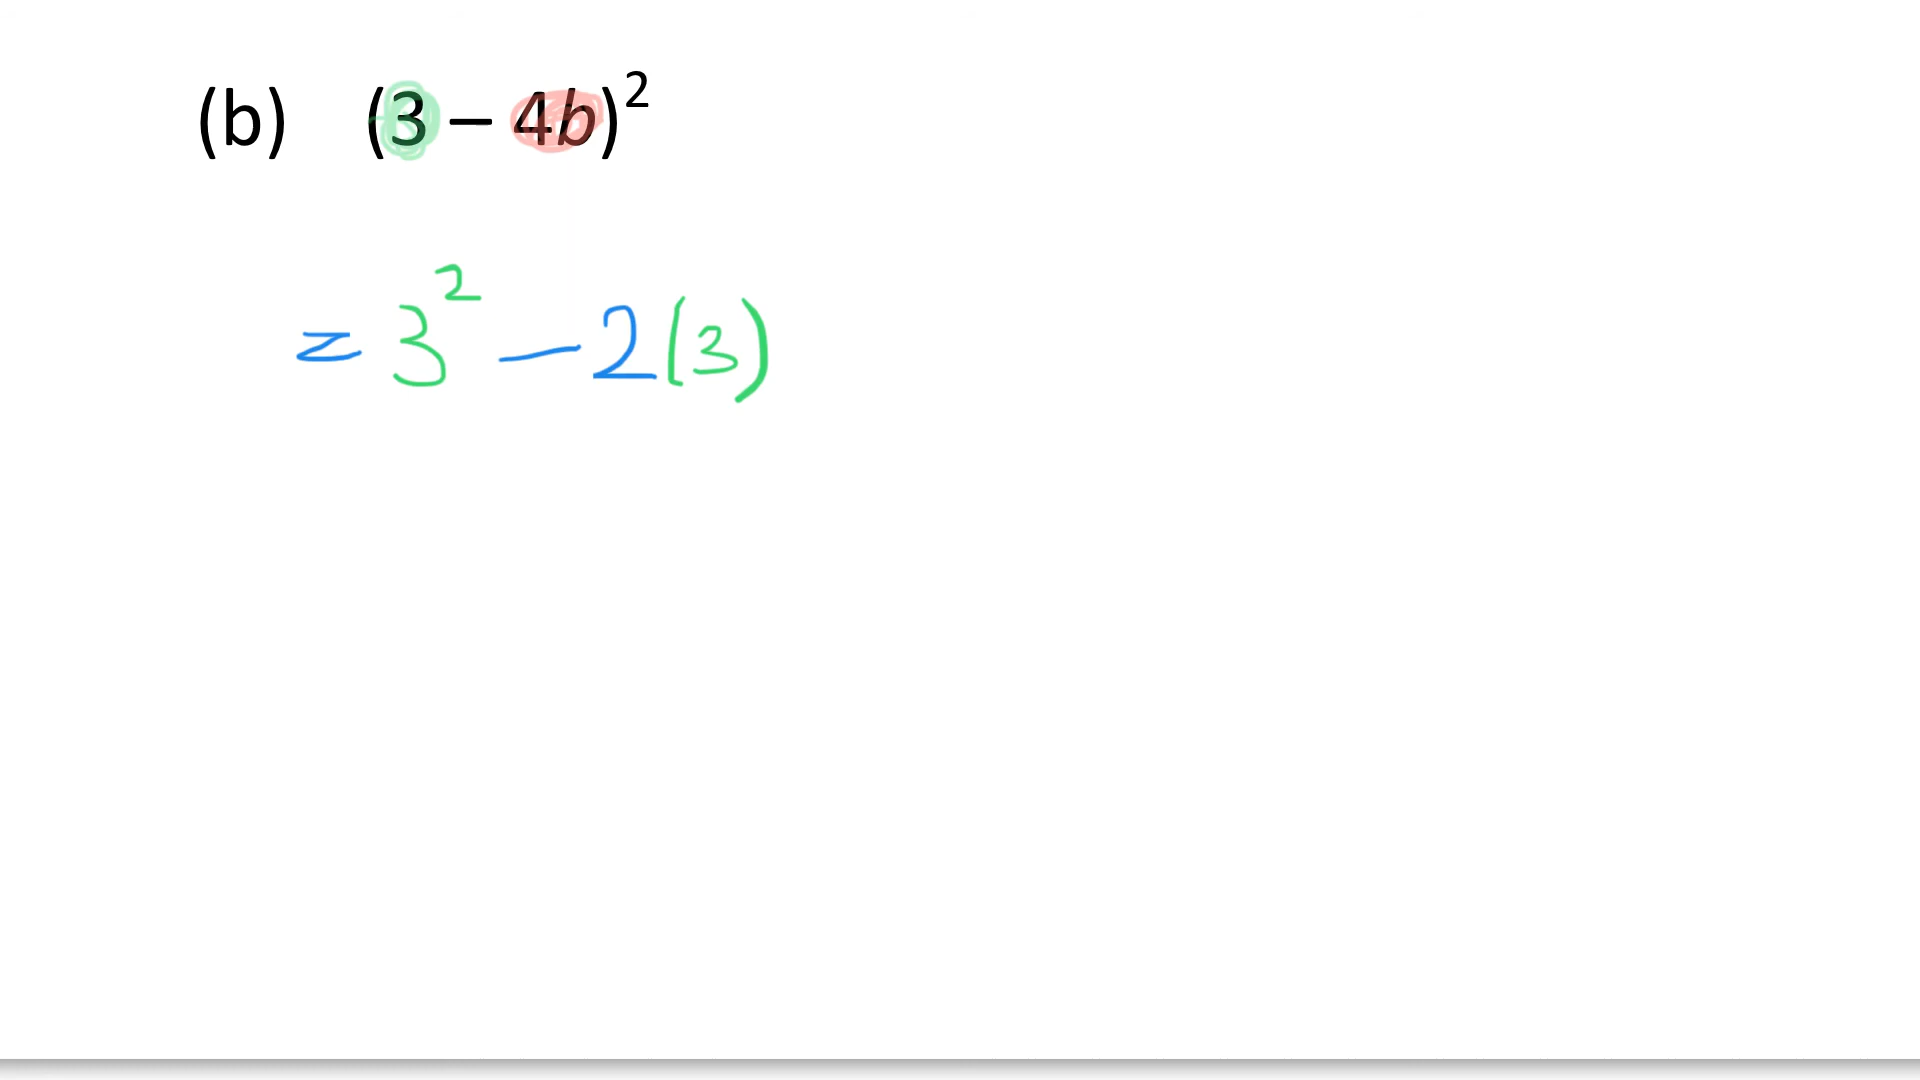 (b) (3 – 4b)²
= 3² – 2(3)